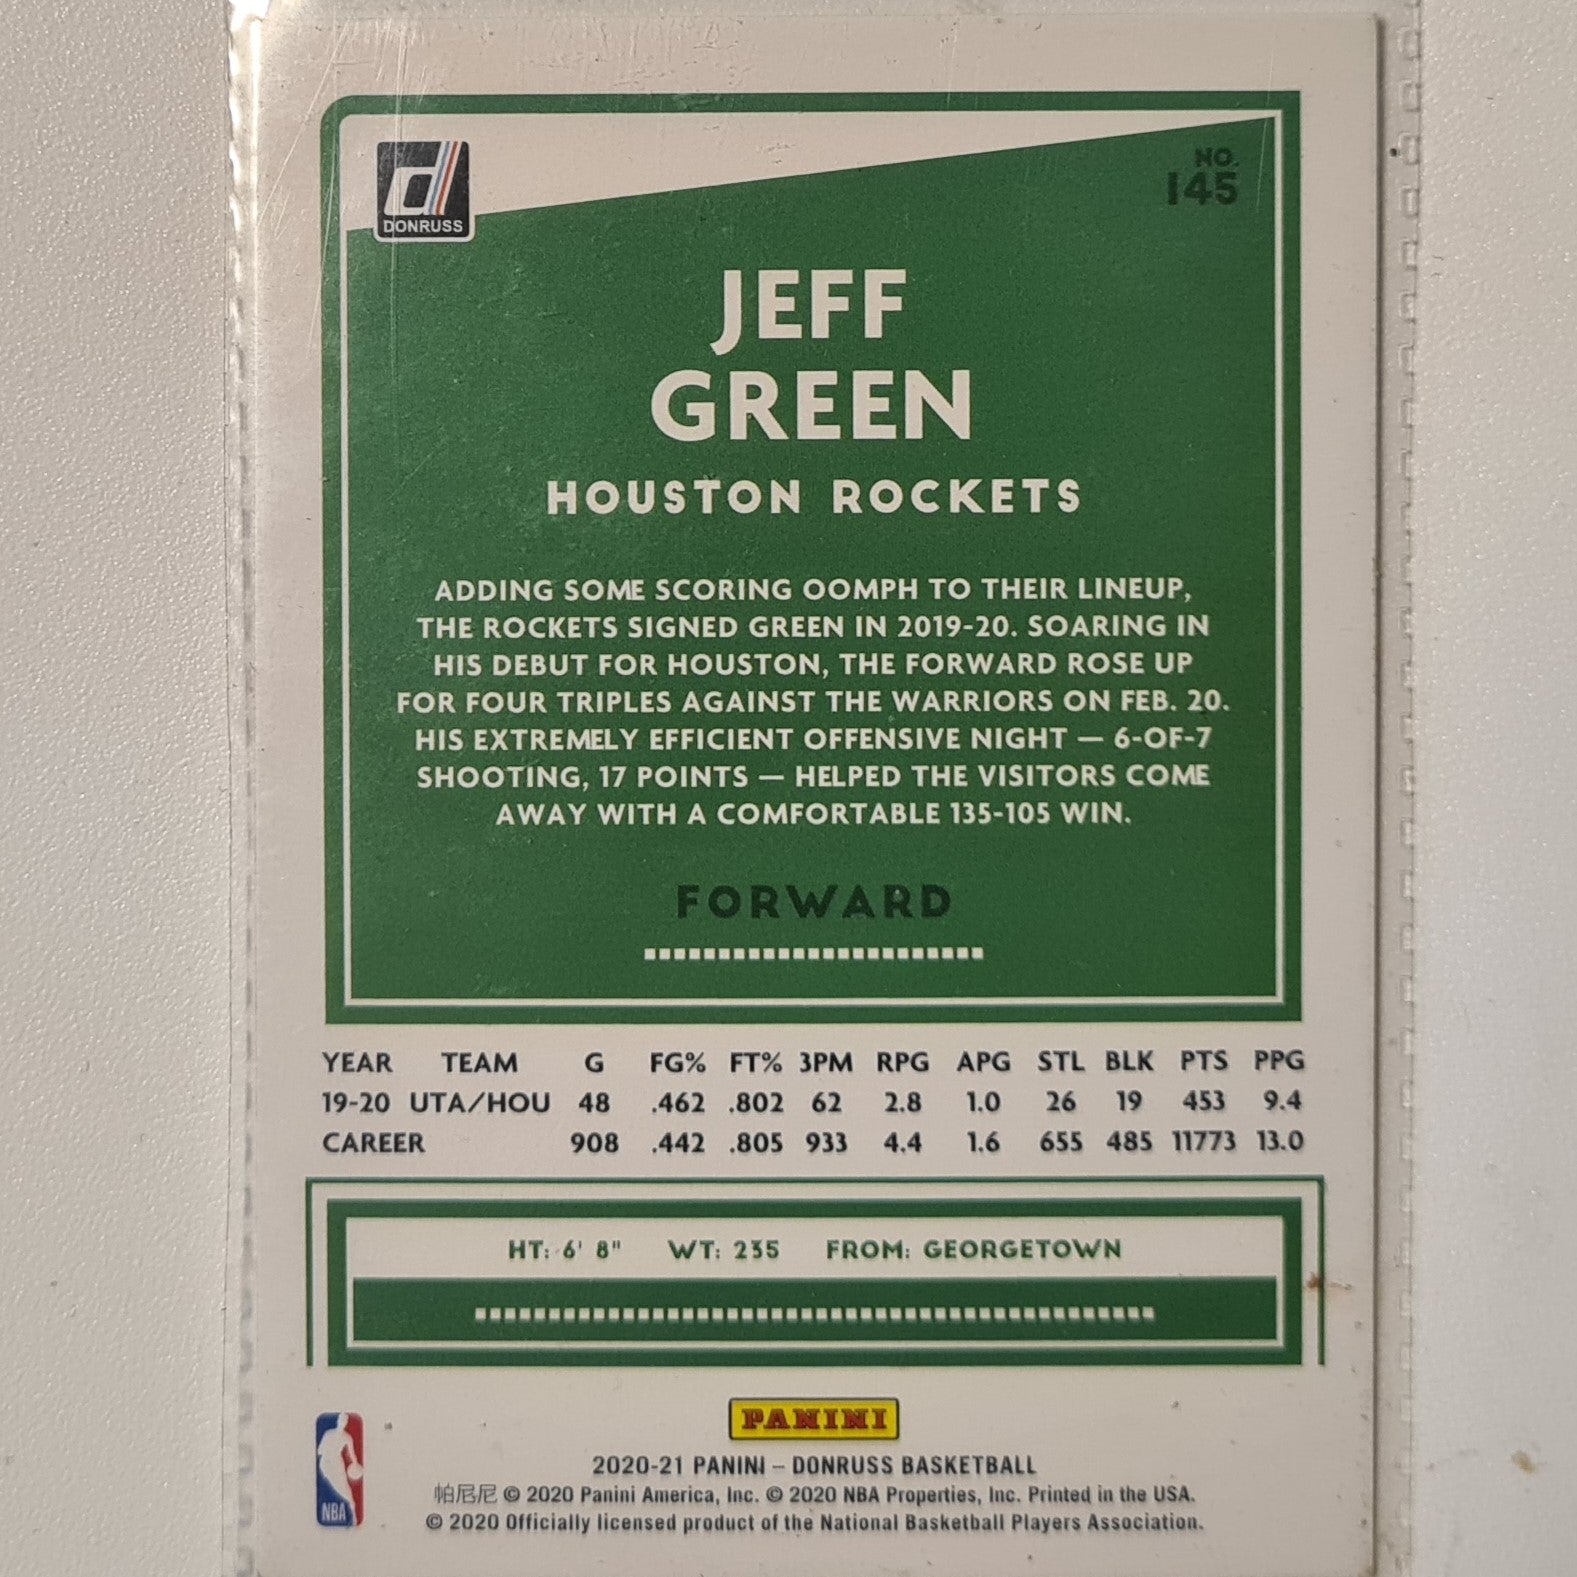 DONRUSS
NO.
145
JEFF
GREEN
HOUSTON ROCKETS
ADDING SOME SCORING OOMPH TO THEIR LINEUP,
THE ROCKETS SIGNED GREEN IN 2019-20. SOARING IN
HIS DEBUT FOR HOUSTON, THE FORWARD ROSE UP
FOR FOUR TRIPLES AGAINST THE WARRIORS ON FEB. 20.
HIS EXTREMELY EFFICIENT OFFENSIVE NIGHT — 6-OF-7
SHOOTING, 17 POINTS — HELPED THE VISITORS COME
AWAY WITH A COMFORTABLE 135-105 WIN.
FORWARD
YEAR TEAM G FG% FT% 3PM RPG APG STL BLK PTS PPG
19-20 UTA/HOU 48 .462 .802 62 2.8 1.0 26 19 453 9.4
CAREER 908 .442 .805 933 4.4 1.6 655 485 11773 13.0
HT: 6' 8" WT: 235 FROM: GEORGETOWN
PANINI
2020-21 PANINI – DONRUSS BASKETBALL
帕尼尼 © 2020 Panini America, Inc. © 2020 NBA Properties, Inc. Printed in the USA.
© 2020 Officially licensed product of the National Basketball Players Association.
NBA